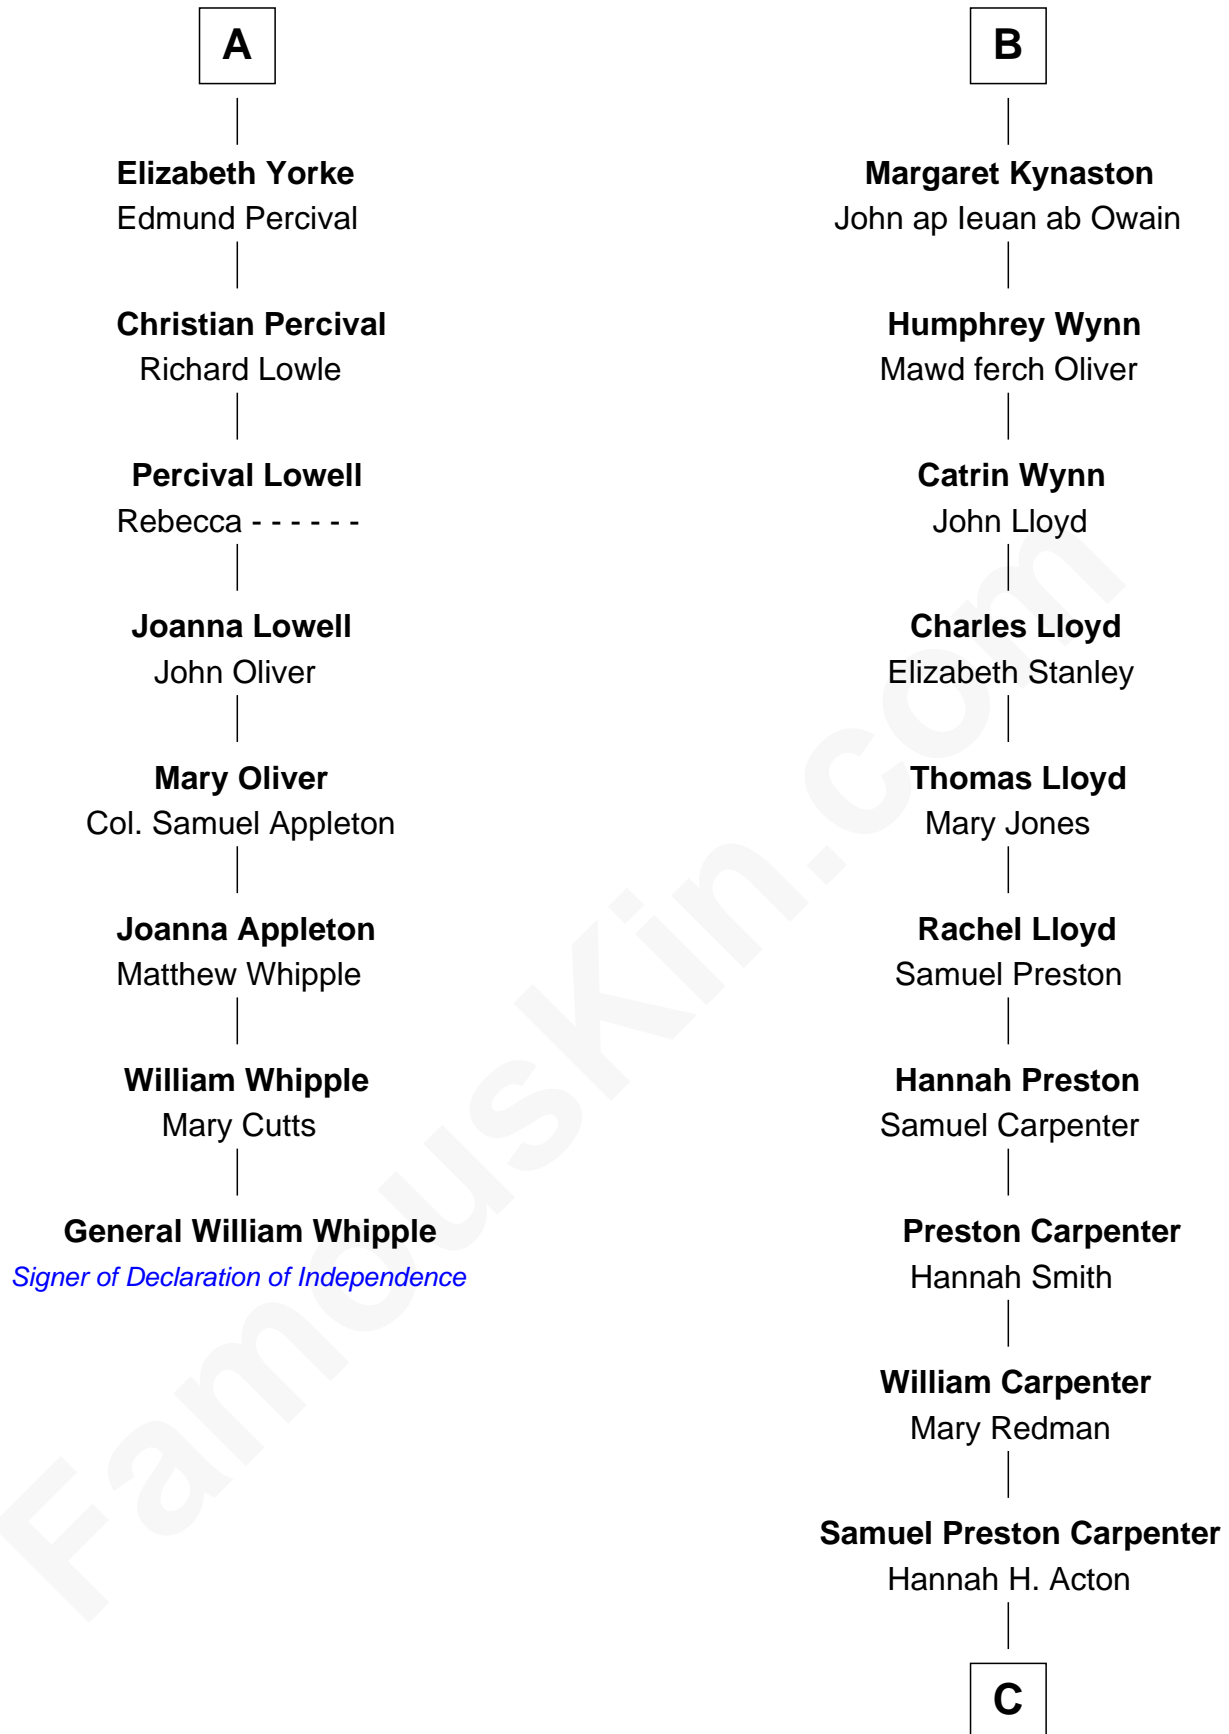 A
Elizabeth Yorke
Edmund Percival
Christian Percival
Richard Lowle
Percival Lowell
Rebecca - - - - - -
Joanna Lowell
John Oliver
Mary Oliver
Col. Samuel Appleton
Joanna Appleton
Matthew Whipple
William Whipple
Mary Cutts
General William Whipple
Signer of Declaration of Independence
B
Margaret Kynaston
John ap Ieuan ab Owain
Humphrey Wynn
Mawd ferch Oliver
Catrin Wynn
John Lloyd
Charles Lloyd
Elizabeth Stanley
Thomas Lloyd
Mary Jones
Rachel Lloyd
Samuel Preston
Hannah Preston
Samuel Carpenter
Preston Carpenter
Hannah Smith
William Carpenter
Mary Redman
Samuel Preston Carpenter
Hannah H. Acton
C
FamousKin.com